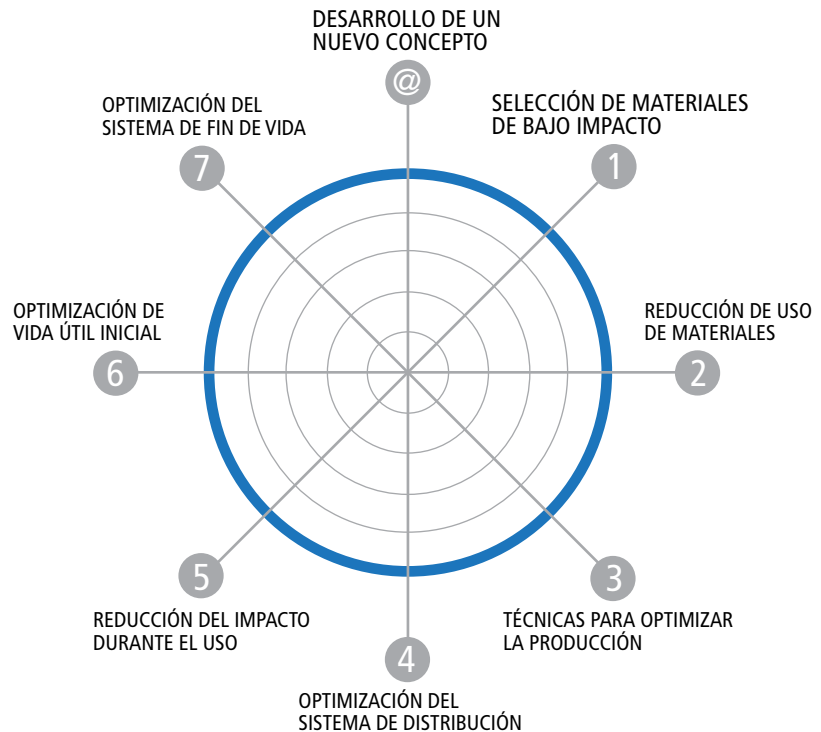 DESARROLLO DE UN
NUEVO CONCEPTO
@
SELECCIÓN DE MATERIALES
DE BAJO IMPACTO
1
REDUCCIÓN DE USO
DE MATERIALES
2
3
TÉCNICAS PARA OPTIMIZAR
LA PRODUCCIÓN
4
OPTIMIZACIÓN DEL
SISTEMA DE DISTRIBUCIÓN
5
REDUCCIÓN DEL IMPACTO
DURANTE EL USO
OPTIMIZACIÓN DE
VIDA ÚTIL INICIAL
6
OPTIMIZACIÓN DEL
SISTEMA DE FIN DE VIDA
7